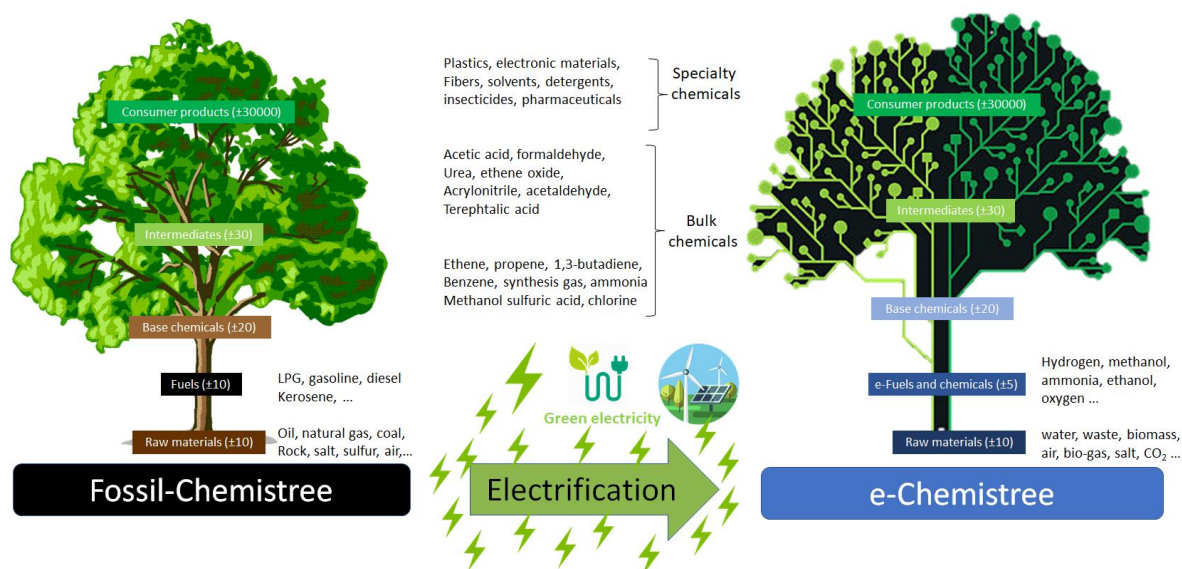 Consumer products (±30000)
Intermediates (±30)
Base chemicals (±20)
Fuels (±10)
LPG, gasoline, diesel
Kerosene, ...
Raw materials (±10)
Oil, natural gas, coal,
Rock, salt, sulfur, air,...
Fossil-Chemistree
Plastics, electronic materials,
Fibers, solvents, detergents,
insecticides, pharmaceuticals
Specialty
chemicals
Acetic acid, formaldehyde,
Urea, ethene oxide,
Acrylonitrile, acetaldehyde,
Terephtalic acid
Bulk
chemicals
Ethene, propene, 1,3-butadiene,
Benzene, synthesis gas, ammonia
Methanol sulfuric acid, chlorine
Green electricity
Electrification
Consumer products (±30000)
Intermediates (±30)
Base chemicals (±20)
e-Fuels and chemicals (±5)
Hydrogen, methanol,
ammonia, ethanol,
oxygen ...
Raw materials (±10)
water, waste, biomass,
air, bio-gas, salt, CO₂ ...
e-Chemistree